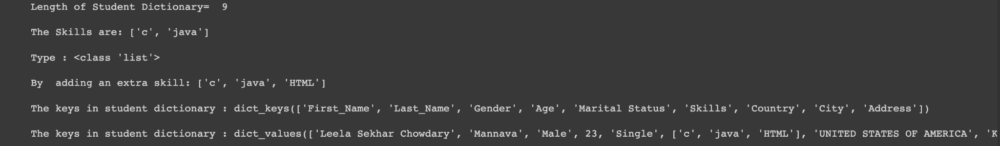 Length of Student Dictionary=  9
The Skills are: ['c', 'java']
Type : <class 'list'>
By  adding an extra skill: ['c', 'java', 'HTML']
The keys in student dictionary : dict_keys(['First_Name', 'Last_Name', 'Gender', 'Age', 'Marital Status', 'Skills', 'Country', 'City', 'Address'])
The keys in student dictionary : dict_values(['Leela Sekhar Chowdary', 'Mannava', 'Male', 23, 'Single', ['c', 'java', 'HTML'], 'UNITED STATES OF AMERICA',